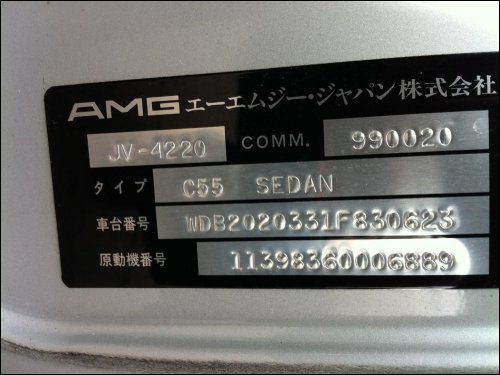 AMG エーエムジー・ジャパン株式会社
JV-4220 COMM. 990020
タイプ C55 SEDAN
車台番号 WDB2020331F830623
原動機番号 11398360006889